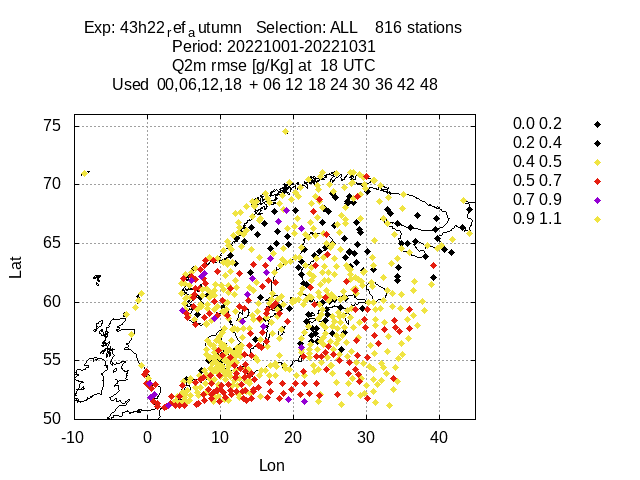 Exp: 43h22ref_autumn   Selection: ALL    816 stations
Period: 20221001-20221031
Q2m rmse [g/Kg] at  18 UTC
Used  00,06,12,18  + 06 12 18 24 30 36 42 48
0.0 0.2
0.2 0.4
0.4 0.5
0.5 0.7
0.7 0.9
0.9 1.1
75
70
65
60
55
50
Lat
-10 0 10 20 30 40
Lon